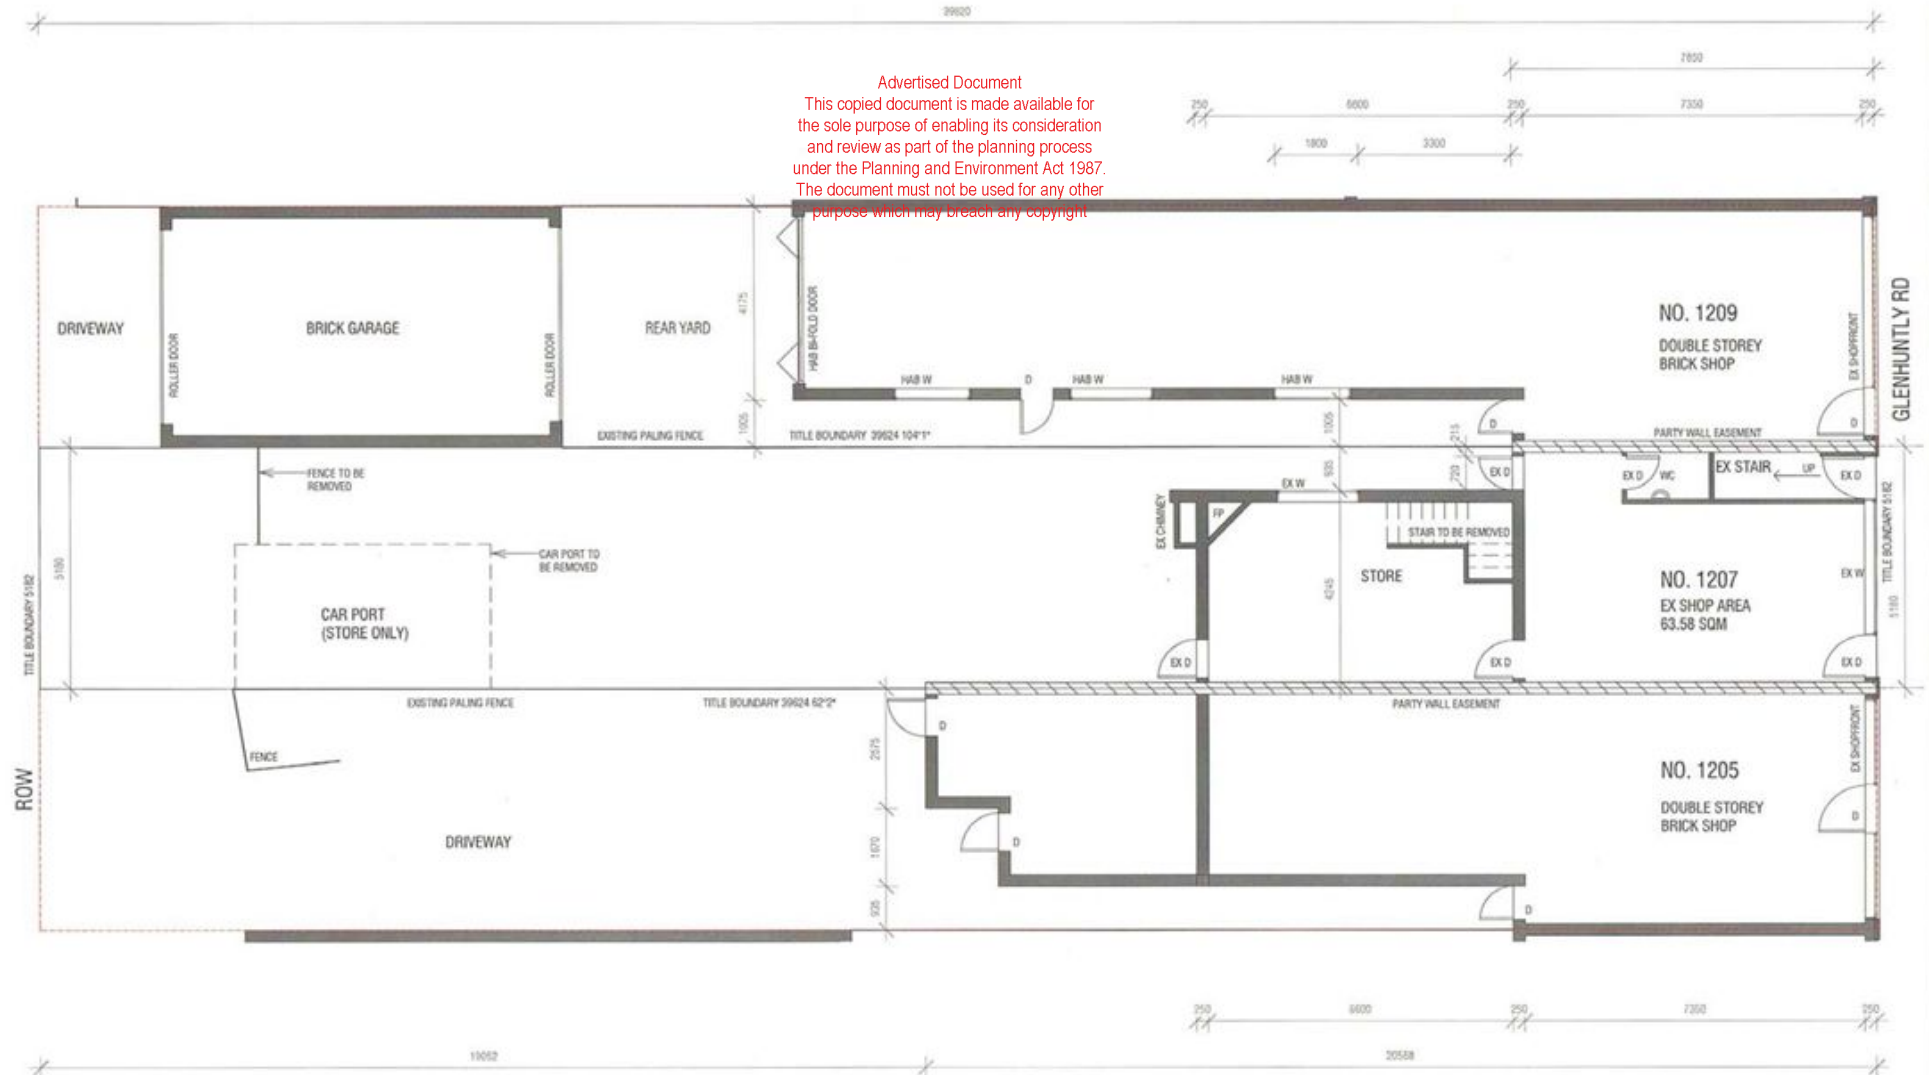 7850
250
6600
250
7350
250
1800
3300
Advertised Document
This copied document is made available for
the sole purpose of enabling its consideration
and review as part of the planning process
under the Planning and Environment Act 1987.
The document must not be used for any other
purpose which may breach any copyright
DRIVEWAY
ROLLER DOOR
BRICK GARAGE
ROLLER DOOR
REAR YARD
4175
1005
HAB BI-FOLD DOOR
HAB W
D
HAB W
HAB W
NO. 1209
DOUBLE STOREY
BRICK SHOP
EX SHOPFRONT
D
GLENHUNTLY RD
EXISTING PALING FENCE
TITLE BOUNDARY 39624 104°1"
1005
215
D
PARTY WALL EASEMENT
FENCE TO BE
REMOVED
935
720
EX D
EX W
EX D
WC
EX STAIR
UP
EX D
EX CHIMNEY
FP
STAIR TO BE REMOVED
TITLE BOUNDARY 5182
CAR PORT TO
BE REMOVED
5180
TITLE BOUNDARY 5182
CAR PORT
(STORE ONLY)
STORE
4245
NO. 1207
EX SHOP AREA
63.58 SQM
EX W
5180
EX D
EX D
EX D
EXISTING PALING FENCE
TITLE BOUNDARY 39624 62°2"
PARTY WALL EASEMENT
D
2575
FENCE
ROW
NO. 1205
DOUBLE STOREY
BRICK SHOP
EX SHOPFRONT
D
DRIVEWAY
1670
D
935
D
250
6600
250
7350
250
19052
20558